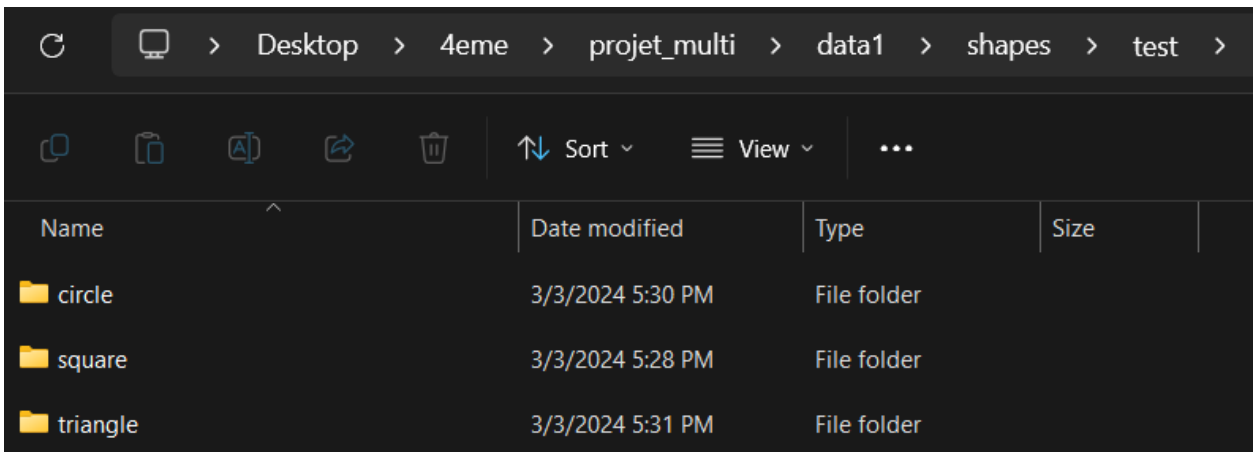 Desktop > 4eme > projet_multi > data1 > shapes > test >
Sort View •••
Name Date modified Type Size
circle 3/3/2024 5:30 PM File folder
square 3/3/2024 5:28 PM File folder
triangle 3/3/2024 5:31 PM File folder